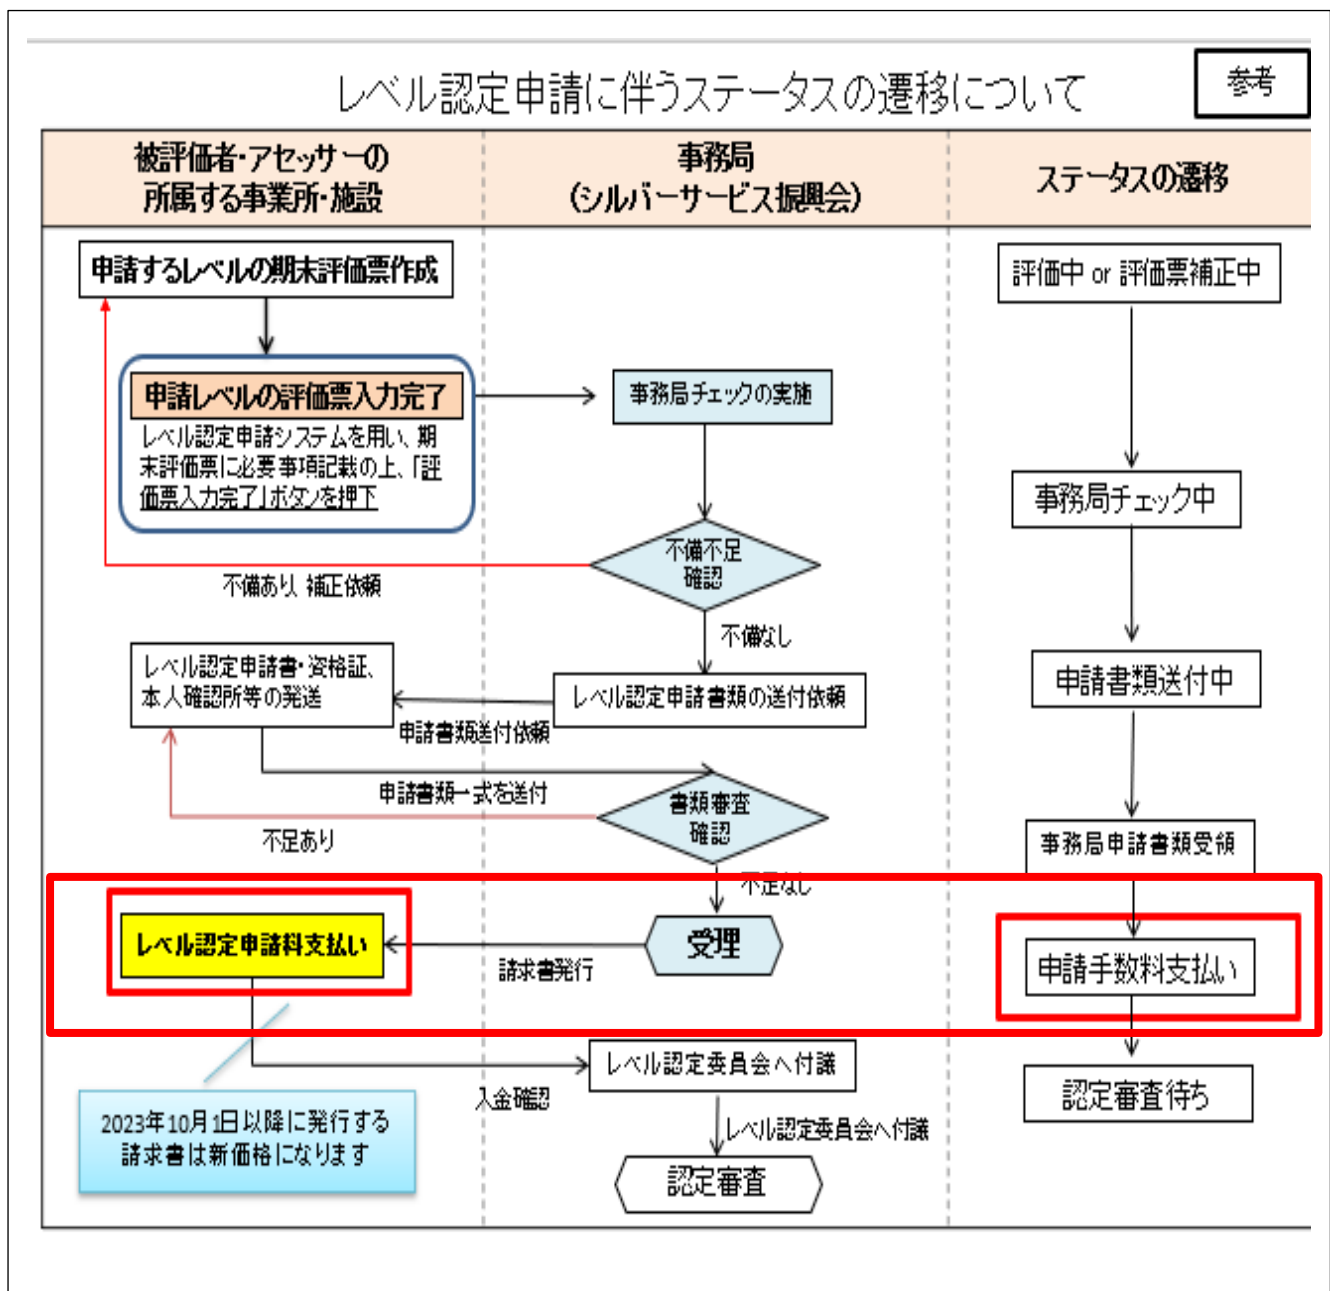 レベル認定申請に伴うステータスの遷移について
参考
被評価者・アセッサーの
所属する事業所・施設
事務局
(シルバーサービス振興会)
ステータスの遷移
申請するレベルの期末評価票作成
評価中 or 評価票補正中
申請レベルの評価票入力完了
レベル認定申請システムを用い、期
末評価票に必要事項記載の上、「評
価票入力完了」ボタンを押下
事務局チェックの実施
事務局チェック中
不備不足
確認
不備あり、補正依頼
不備なし
レベル認定申請書・資格証、
本人確認所等の発送
レベル認定申請書類の送付依頼
申請書類送付中
申請書類送付依頼
申請書類一式を送付
書類審査
確認
不足あり
事務局申請書類受領
不足なし
レベル認定申請料支払い
受理
請求書発行
申請手数料支払い
レベル認定委員会へ付議
入金確認
認定審査待ち
2023年10月1日以降に発行する
請求書は新価格になります
レベル認定委員会へ付議
認定審査